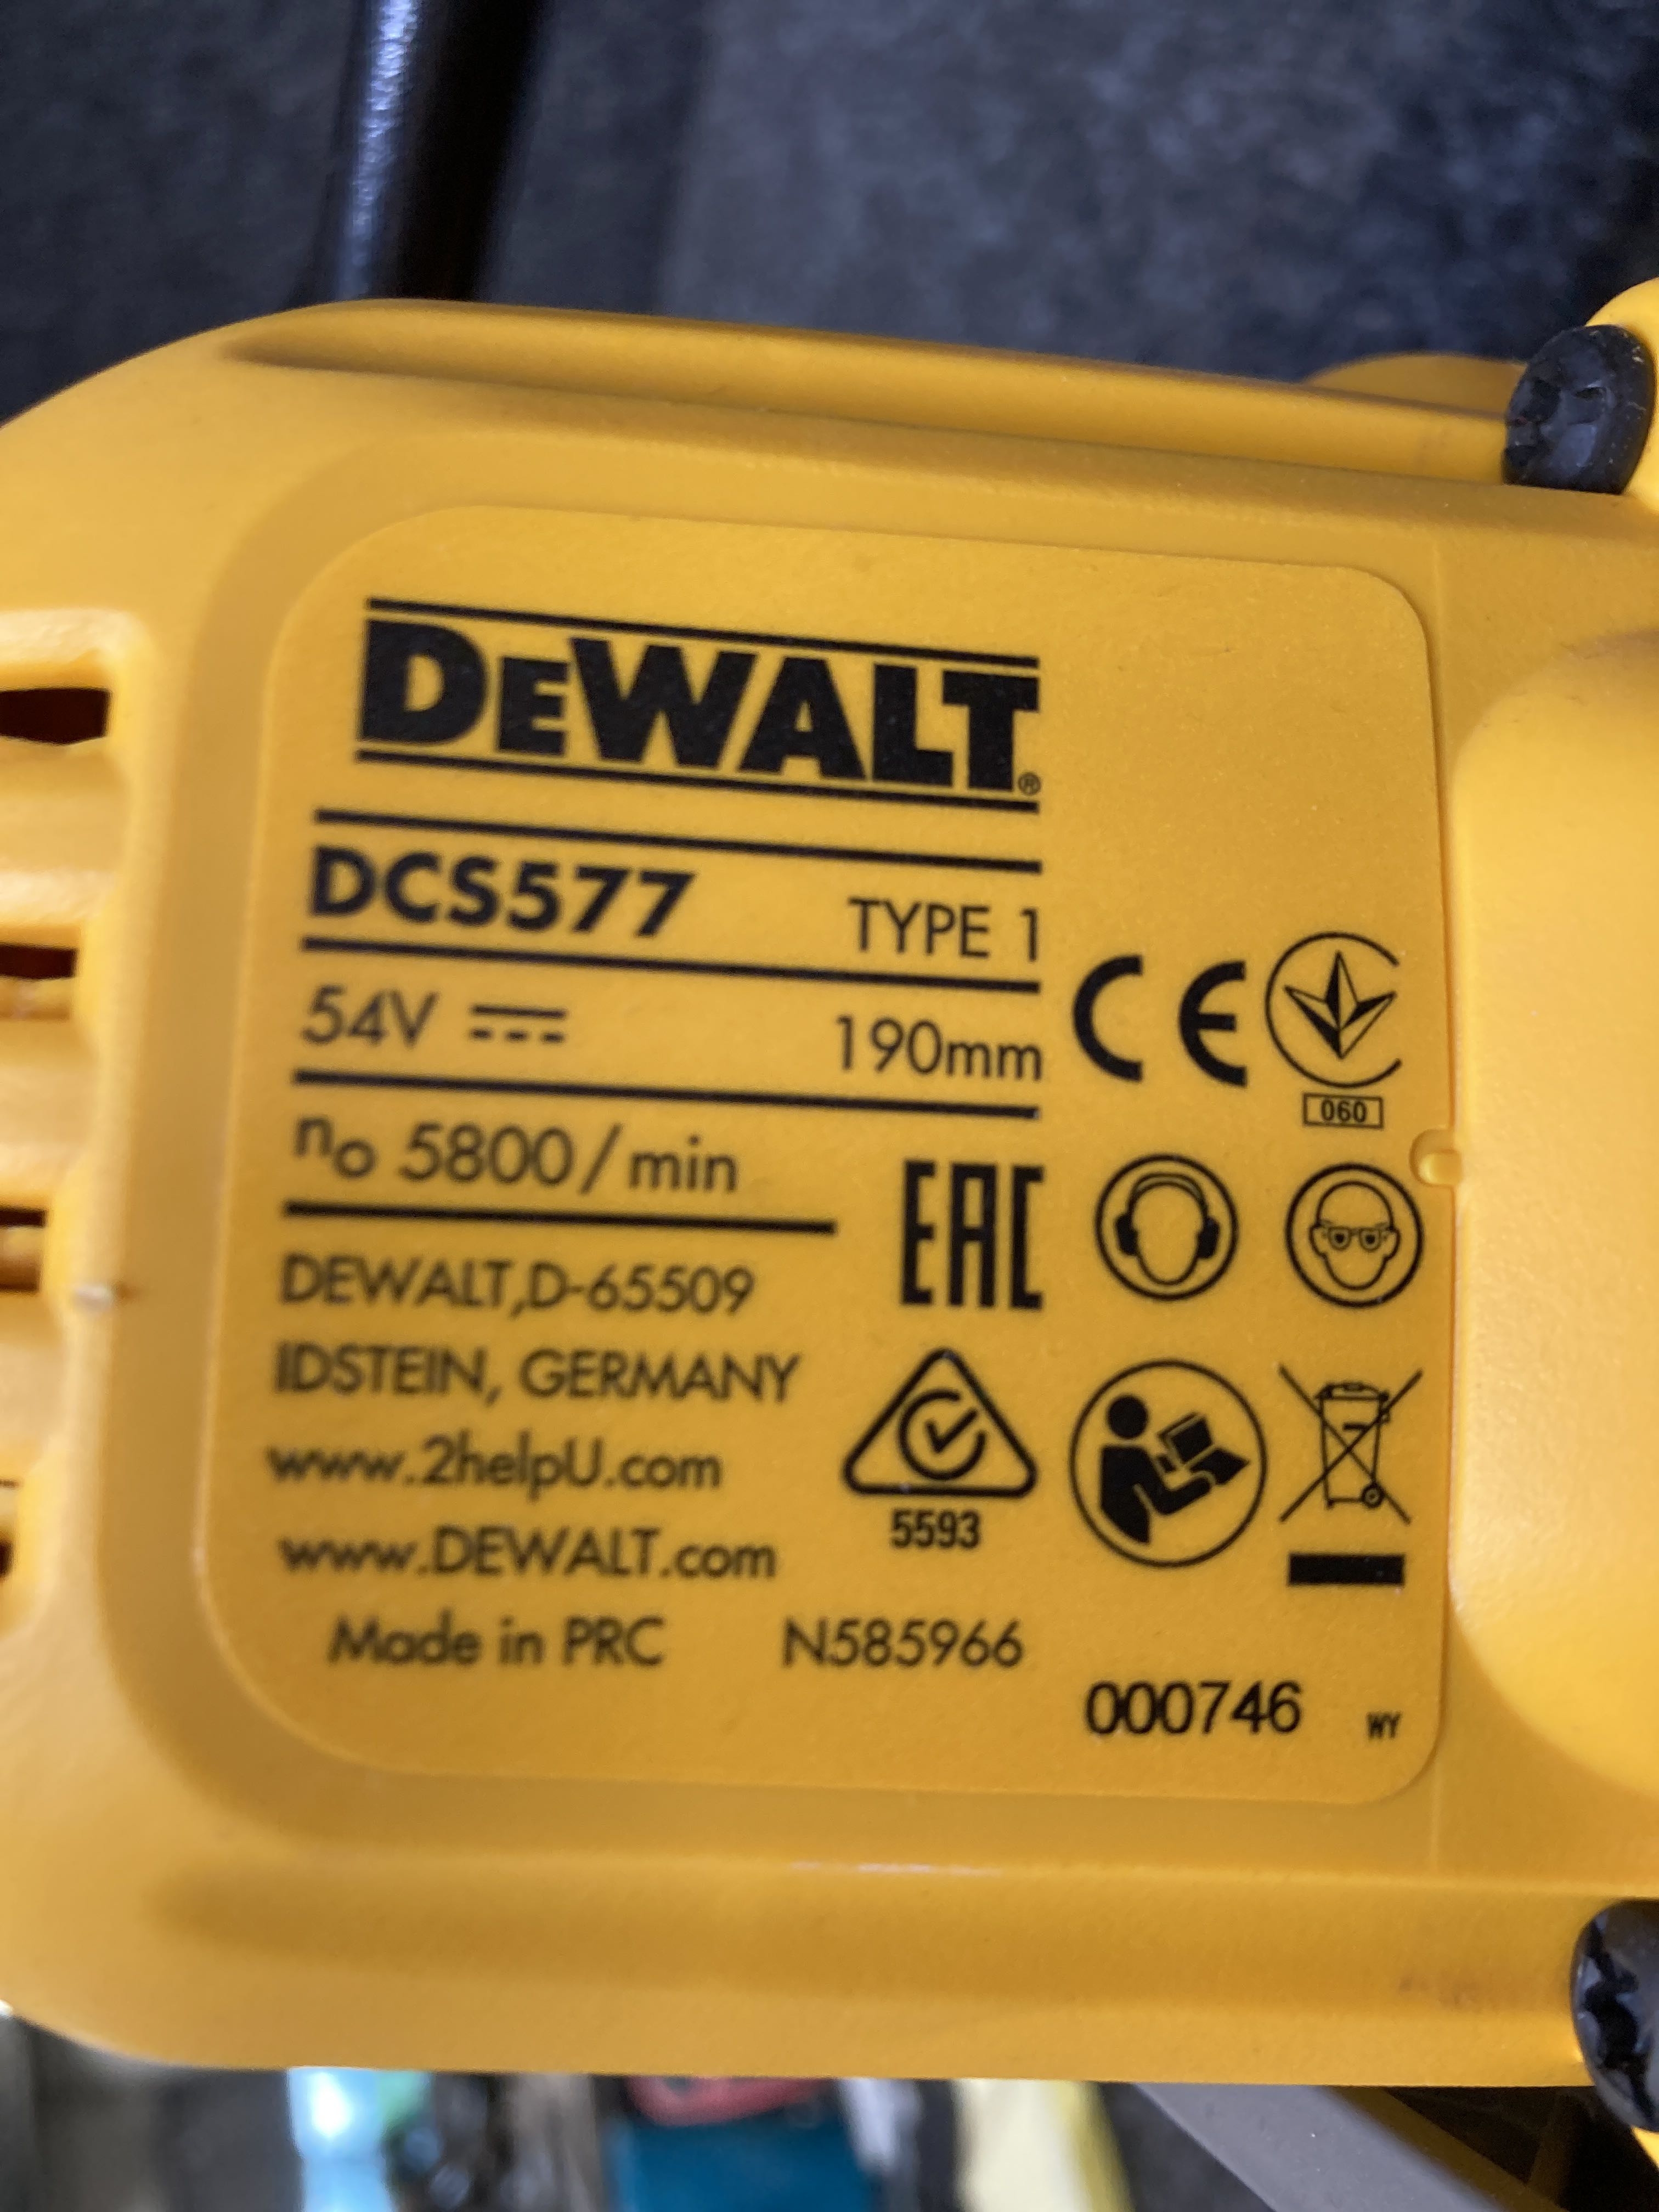 DEWALT®
DCS577 TYPE 1
54V 190mm
CE
060
n₀ 5800/min
EAC
DEWALT,D-65509
IDSTEIN, GERMANY
www.2helpU.com
5593
www.DEWALT.com
Made in PRC N585966
000746 WY